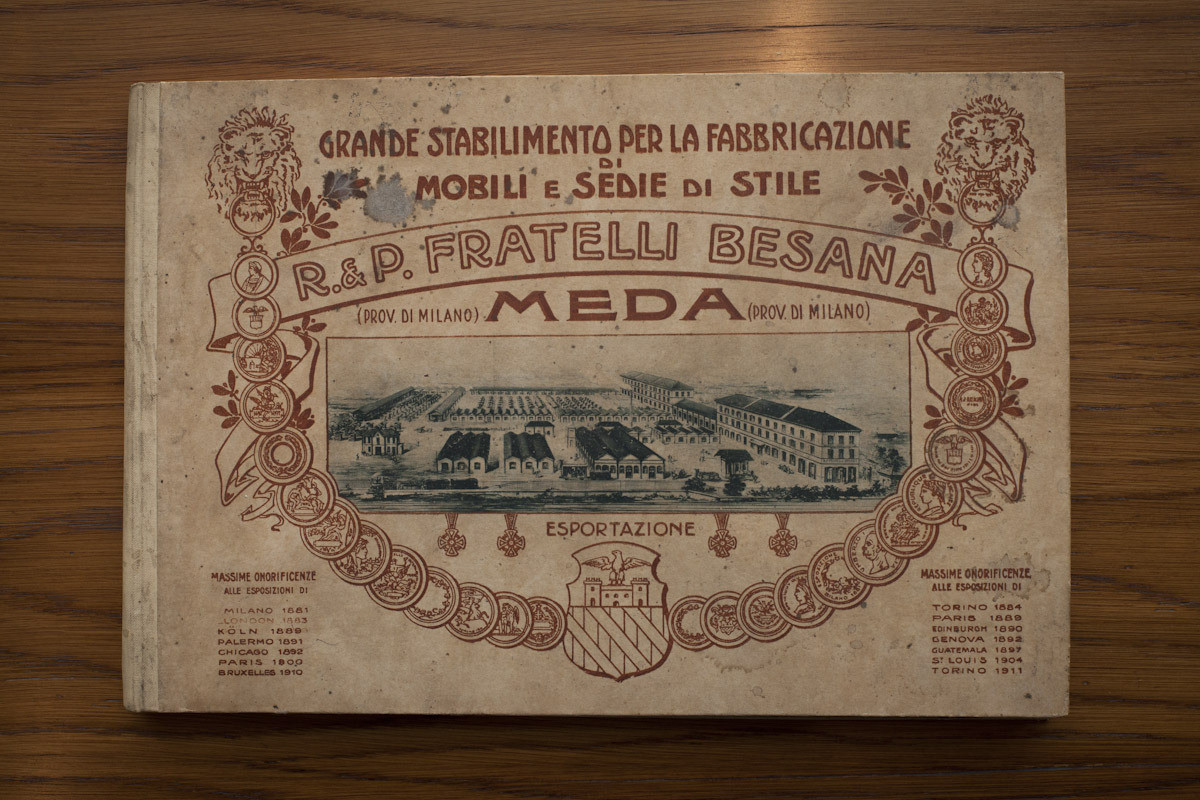 GRANDE STABILIMENTO PER LA FABBRICAZIONE
DI
MOBILI E SEDIE DI STILE
R. & P. FRATELLI BESANA
(PROV. DI MILANO) MEDA (PROV. DI MILANO)
ESPORTAZIONE
MASSIME ONORIFICENZE
ALLE ESPOSIZIONI DI
MILANO 1881
LONDON 1883
KÖLN 1889
PALERMO 1891
CHICAGO 1892
PARIS 1900
BRUXELLES 1910
MASSIME ONORIFICENZE
ALLE ESPOSIZIONI DI
TORINO 1884
PARIS 1889
EDINBURGH 1890
GENOVA 1892
GUATEMALA 1897
ST LOUIS 1904
TORINO 1911